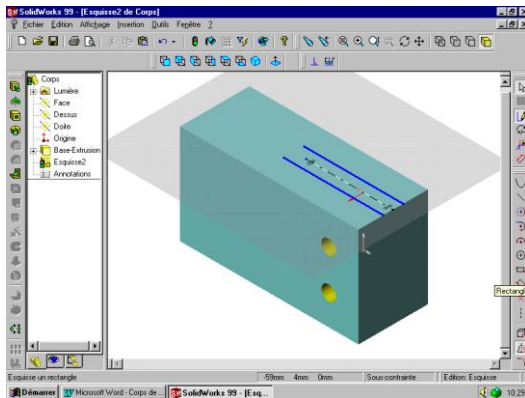 SolidWorks 99 - [Esquisse2 de Corps]
Fichier Edition Affichage Insertion Outils Fenêtre ?
Corps
Lumière
Face
Dessus
Doite
Origine
Base-Extrusion
Esquisse2
Annotations
Rectangl
Esquisse un rectangle
-59mm 4mm 0mm
Sous-contrainte
Edition: Esquisse
Démarrer
Microsoft Word - Corps de ...
SolidWorks 99 - [Esq...
10:29